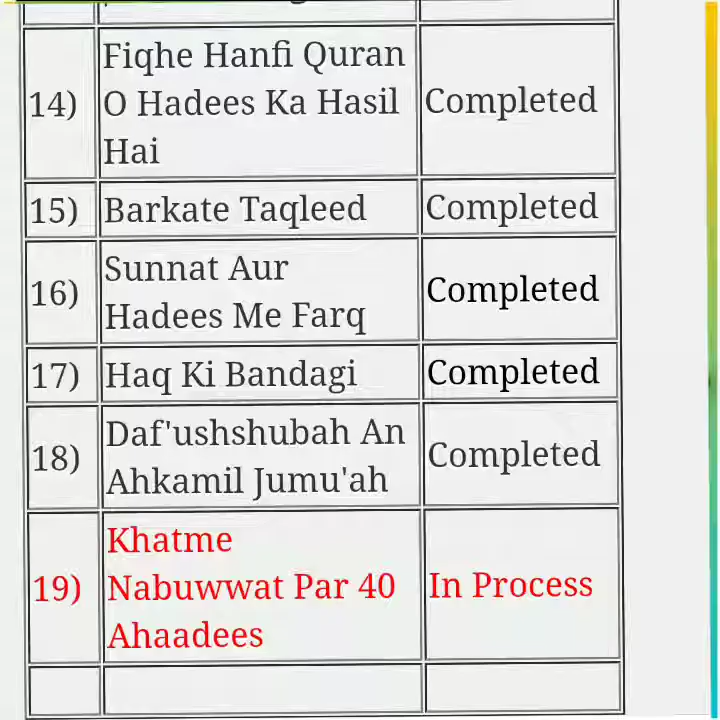 14) Fiqhe Hanfi Quran
O Hadees Ka Hasil
Hai
Completed
15) Barkate Taqleed Completed
16) Sunnat Aur
Hadees Me Farq
Completed
17) Haq Ki Bandagi Completed
18) Daf'ushshubah An
Ahkamil Jumu'ah
Completed
19) Khatme
Nabuwwat Par 40
Ahaadees
In Process